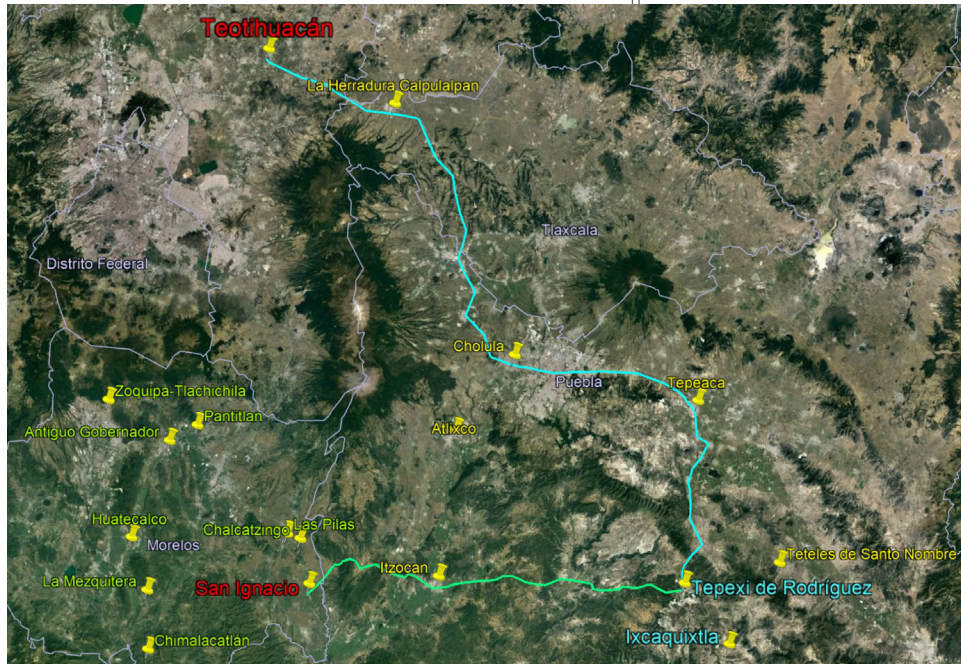 Teotihuacán
La Herradura Calpulalpan
Tlaxcala
Distrito Federal
Cholula
Puebla
Tepeaca
Zoquipa-Tlachichila
Pantitlan
Antiguo Gobernador
Atlixco
Huatecalco
Morelos
Chalcatzingo
Las Pilas
Teteles de Santo Nombre
Itzocan
La Mezquitera
San Ignacio
Tepexi de Rodríguez
Chimalacatlán
Ixcaquixtla